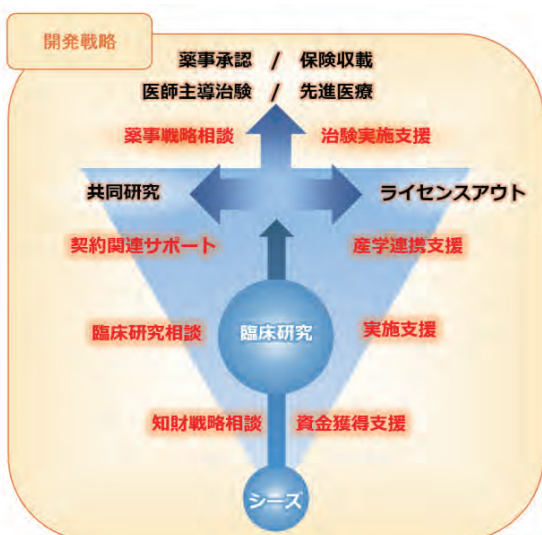 開発戦略
薬事承認 / 保険収載
医師主導治験 / 先進医療
薬事戦略相談 治験実施支援
共同研究 ライセンスアウト
契約関連サポート 産学連携支援
臨床研究相談 臨床研究 実施支援
知財戦略相談 資金獲得支援
シーズ